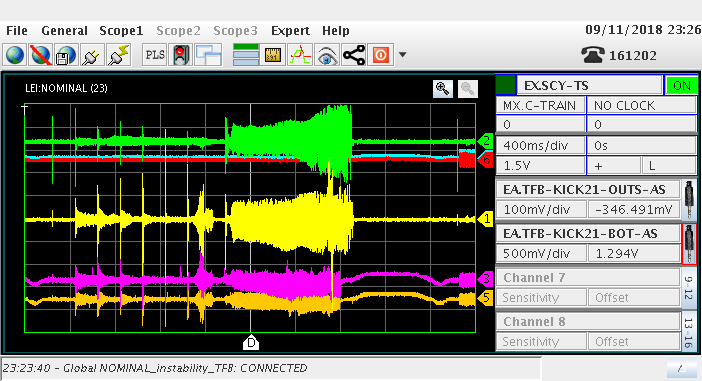 File General Scope1 Scope2 Scope3 Expert Help
09/11/2018 23:26
PLS
161202
LEI:NOMINAL (23)
2
6
1
3
5
D
EX.SCY-TS ON
MX.C-TRAIN NO CLOCK
0 0
400ms/div 0s
1.5V + L
EA.TFB-KICK21-OUTS-AS
100mV/div -346.491mV
EA.TFB-KICK21-BOT-AS
500mV/div 1.294V
Channel 7
Sensitivity Offset
Channel 8
Sensitivity Offset
9-12
13-16
23:23:40 - Global NOMINAL_instability_TFB: CONNECTED